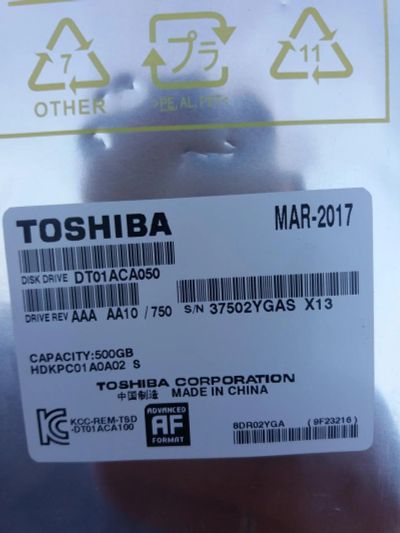 7
OTHER
プラ
>PE, AL, PET<
11
TOSHIBA
MAR-2017
DISK DRIVE DT01ACA050
DRIVE REV AAA AA10 / 750
S/N 37502YGAS X13
CAPACITY:500GB
HDKPC01A0A02 S
TOSHIBA CORPORATION
中国制造 MADE IN CHINA
KCC-REM-TSD
-DT01ACA100
ADVANCED
AF
FORMAT
8DR02YGA (9F23216)